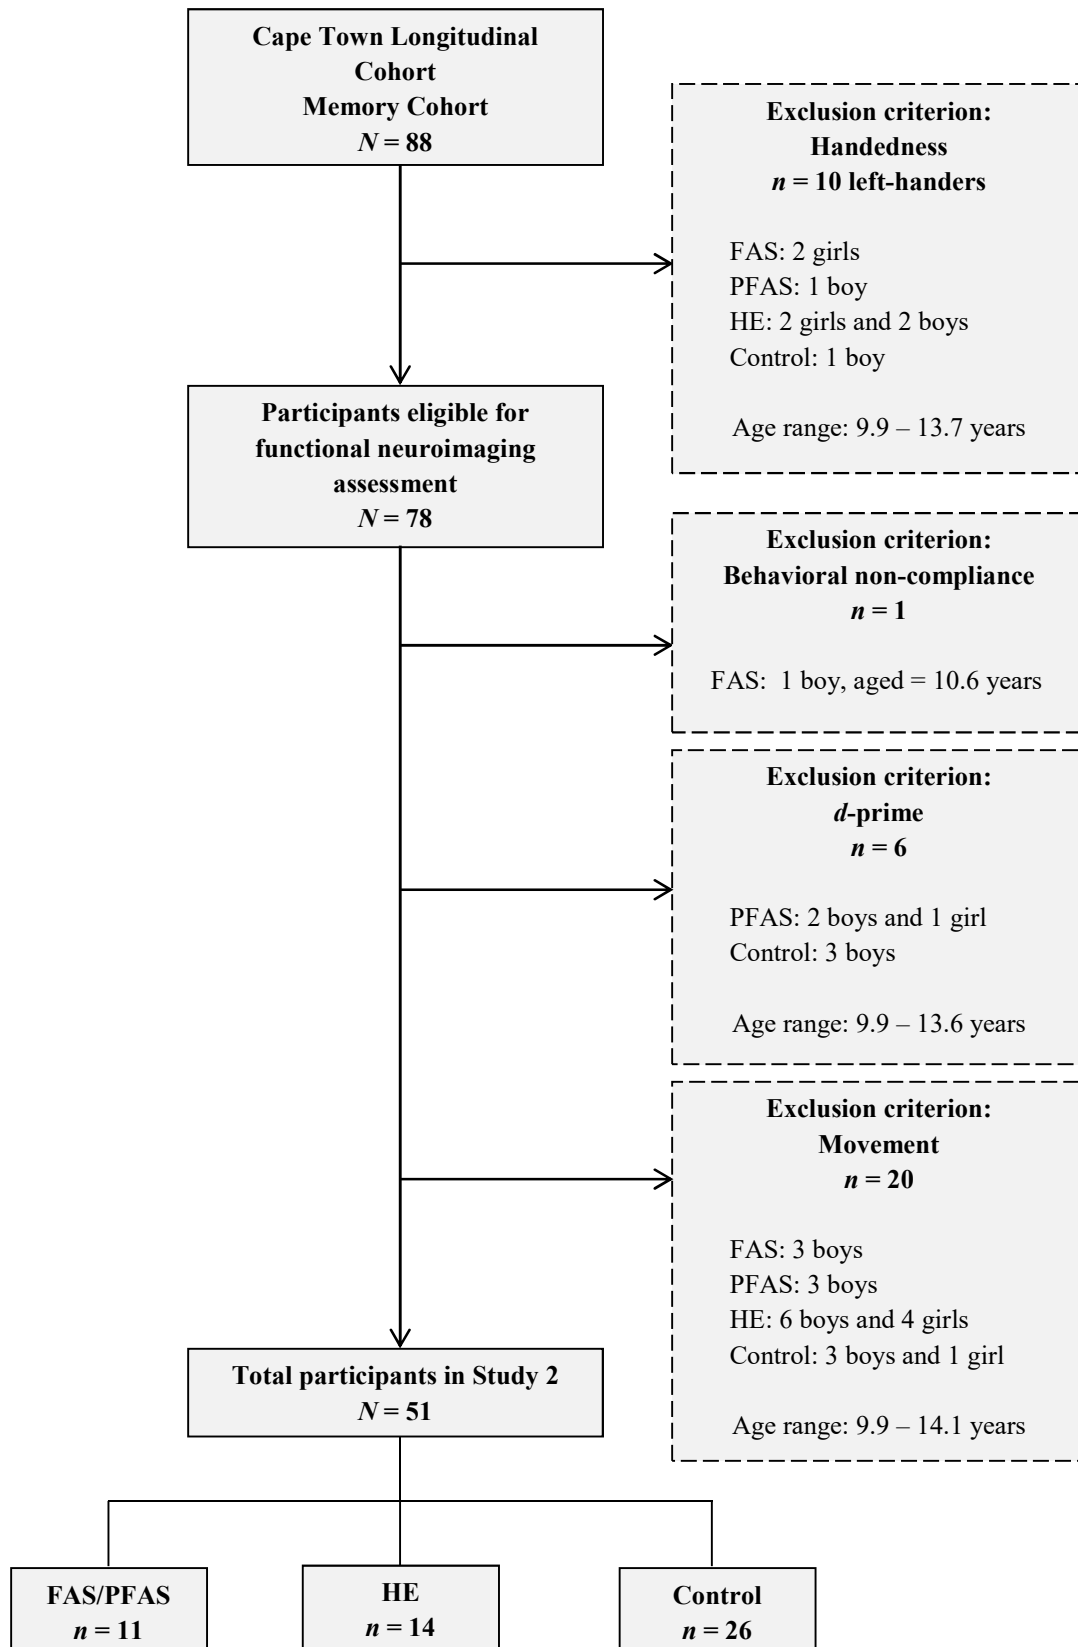 Cape Town Longitudinal
Cohort
Memory Cohort
N = 88
Exclusion criterion:
Handedness
n = 10 left-handers
FAS: 2 girls
PFAS: 1 boy
HE: 2 girls and 2 boys
Control: 1 boy
Age range: 9.9 – 13.7 years
Participants eligible for
functional neuroimaging
assessment
N = 78
Exclusion criterion:
Behavioral non-compliance
n = 1
FAS:  1 boy, aged = 10.6 years
Exclusion criterion:
d-prime
n = 6
PFAS: 2 boys and 1 girl
Control: 3 boys
Age range: 9.9 – 13.6 years
Exclusion criterion:
Movement
n = 20
FAS: 3 boys
PFAS: 3 boys
HE: 6 boys and 4 girls
Control: 3 boys and 1 girl
Age range: 9.9 – 14.1 years
Total participants in Study 2
N = 51
FAS/PFAS
n = 11
HE
n = 14
Control
n = 26